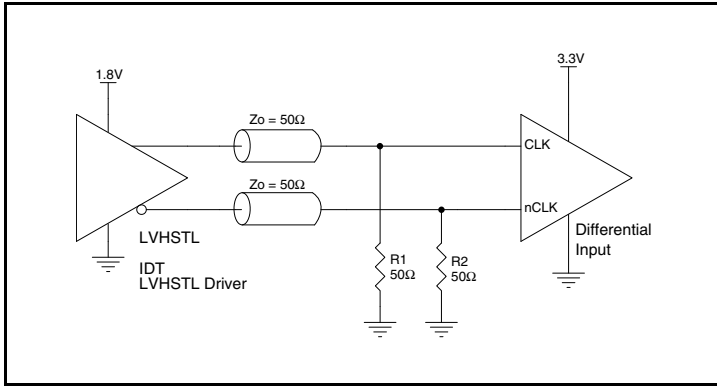 3.3V
1.8V
Zo = 50Ω
CLK
Zo = 50Ω
nCLK
Differential
Input
LVHSTL
IDT
LVHSTL Driver
R1
50Ω
R2
50Ω